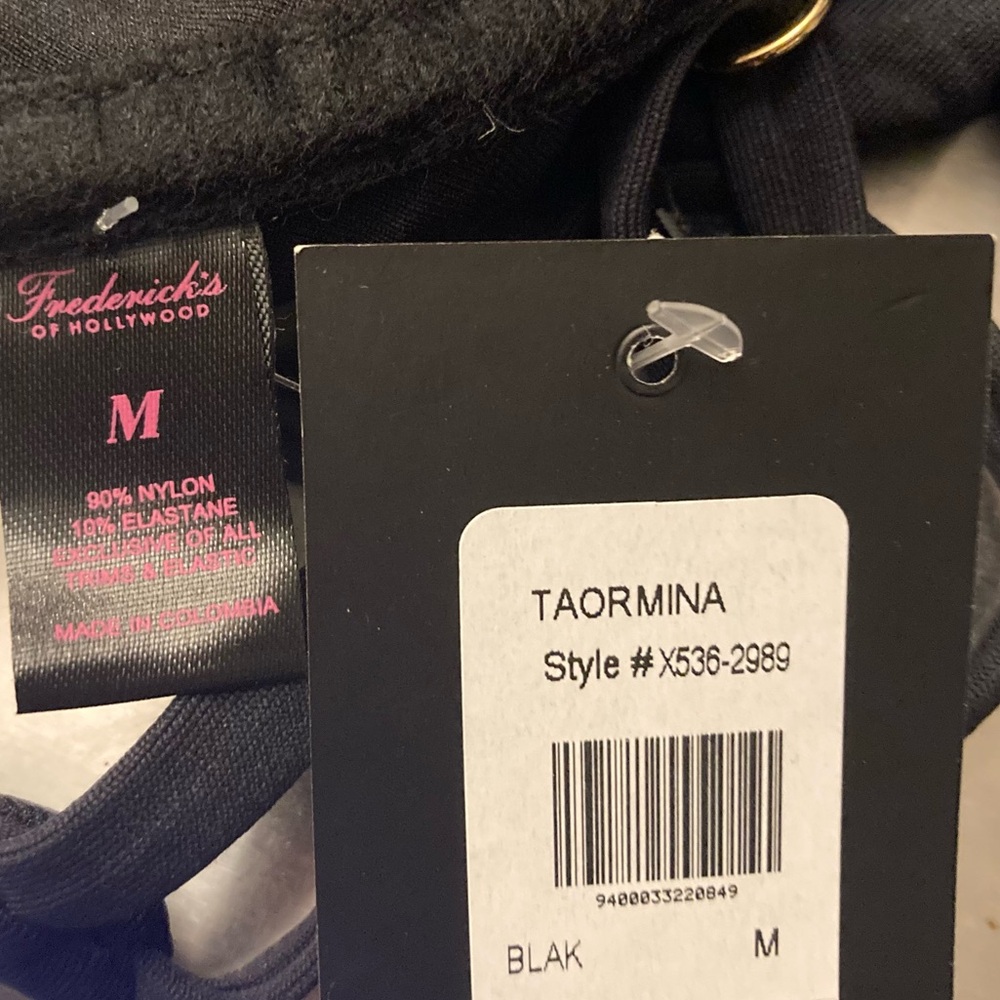 Frederick's
OF HOLLYWOOD
M
90% NYLON
10% ELASTANE
EXCLUSIVE OF ALL
TRIMS & ELASTIC
MADE IN COLOMBIA
TAORMINA
Style # X536-2989
9400033220849
BLAK M